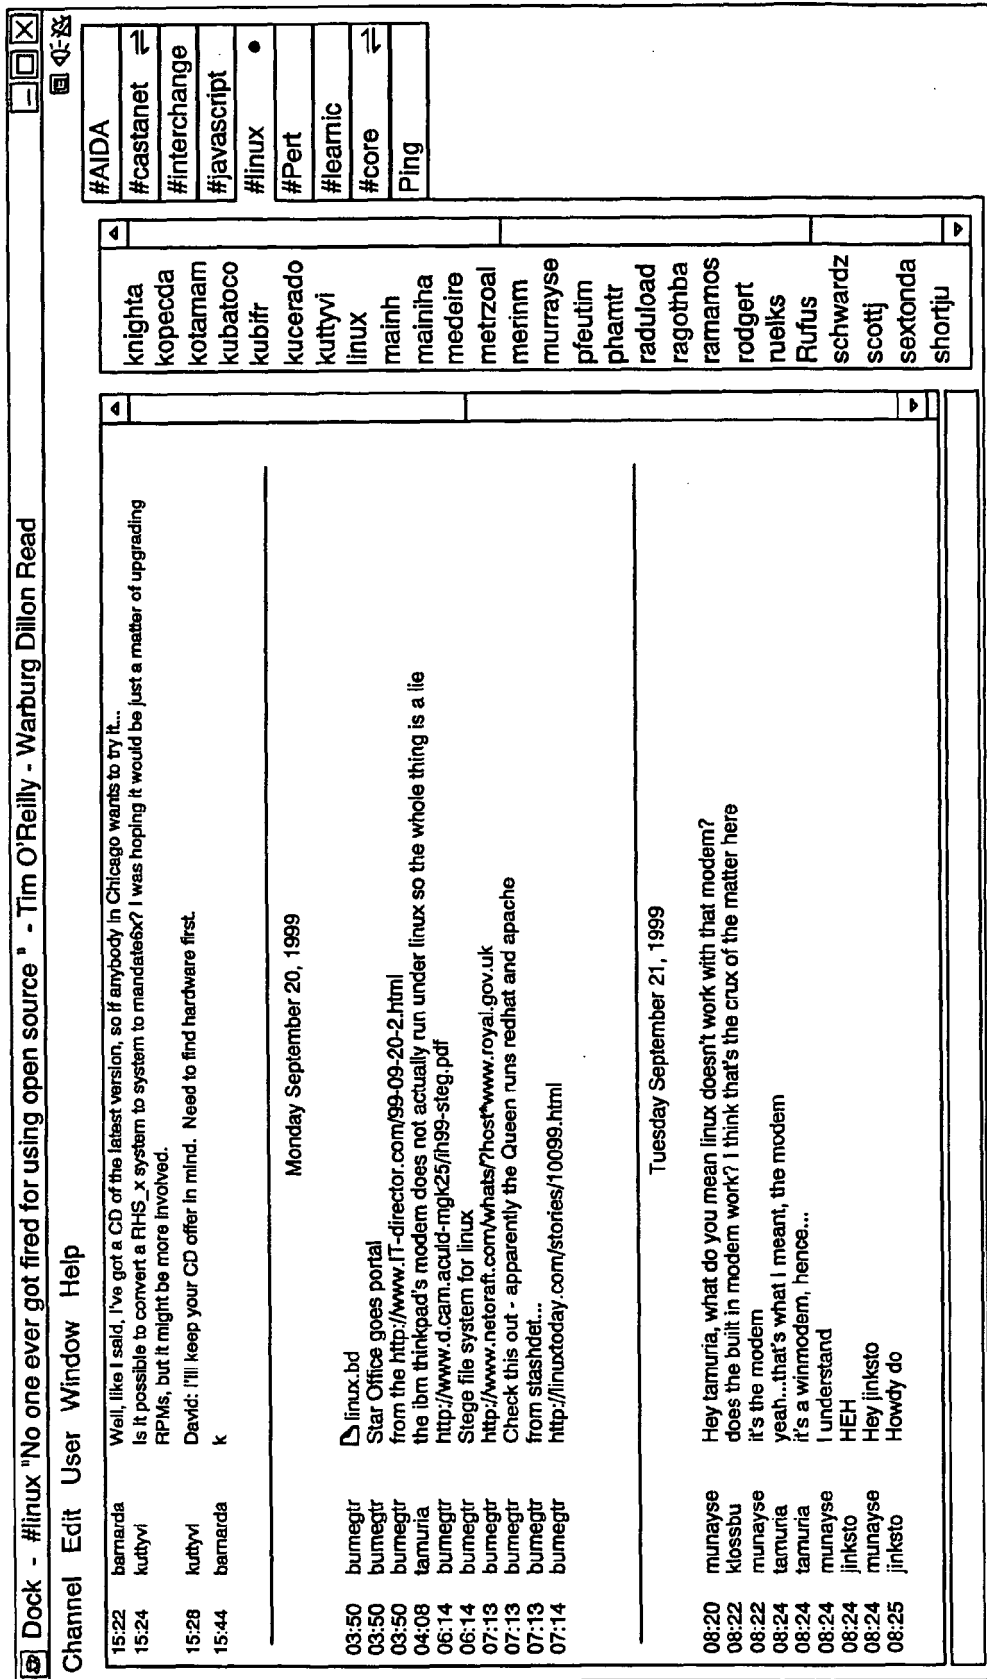 Dock - #linux "No one ever got fired for using open source " - Tim O'Reilly - Warburg Dillon Read
Channel Edit User Window Help
15:22 barnarda Well, like I said, I've got a CD of the latest version, so if anybody in Chicago wants to try it...
15:24 kuttyvi Is it possible to convert a RHS_x system to system to mandate6x? I was hoping it would be just a matter of upgrading
RPMs, but it might be more involved.
15:28 kuttyvi David: I'lll keep your CD offer in mind. Need to find hardware first.
15:44 barnarda k
Monday September 20, 1999
03:50 burnegtr linux.bd
03:50 burnegtr Star Office goes portal
03:50 burnegtr from the http://www.IT-director.com/99-09-20-2.html
04:08 tamuria the ibm thinkpad's modem does not actually run under linux so the whole thing is a lie
06:14 burnegtr http://www.d.cam.aculd-mgk25/ih99-steg.pdf
06:14 burnegtr Stege file system for linux
07:13 burnegtr http://www.netoraft.com/whats/?host*www.royal.gov.uk
07:13 burnegtr Check this out - apparently the Queen runs redhat and apache
07:13 burnegtr from stashdet...
07:14 burnegtr http://linuxtoday.com/stories/10099.html
Tuesday September 21, 1999
08:20 munayse Hey tamuria, what do you mean linux doesn't work with that modem?
08:22 klossbu does the built in modem work? I think that's the crux of the matter here
08:22 munayse it's the modem
08:24 tamuria yeah...that's what I meant, the modem
08:24 tamuria it's a winmodem, hence...
08:24 munayse I understand
08:24 jinksto HEH
08:24 munayse Hey jinksto
08:25 jinksto Howdy do
knighta
kopecda
kotamam
kubatoco
kubifr
kucerado
kuttyvi
linux
mainh
mainiha
medeire
metrzoal
merinm
murrayse
pfeutim
phamtr
raduload
ragothba
ramamos
rodgert
ruelks
Rufus
schwardz
scottj
sextonda
shortju
#AIDA
#castanet
#interchange
#javascript
#linux
#Pert
#learnic
#core
Ping